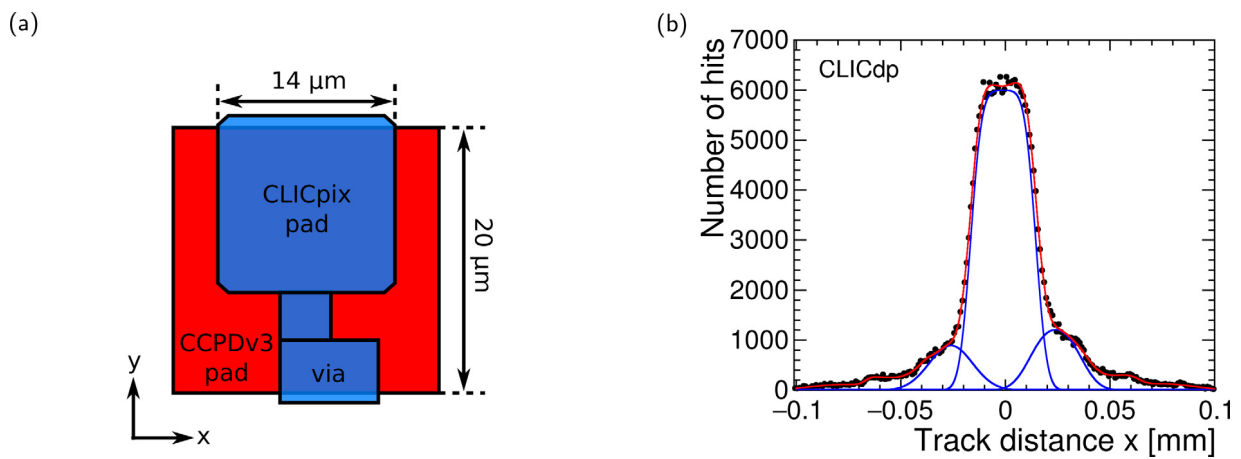 (a)
14 µm
CLICpix
pad
20 µm
CCPDv3
pad
via
y
x
(b)
CLICdp
Number of hits
7000
6000
5000
4000
3000
2000
1000
0
−0.1
−0.05
0
0.05
0.1
Track distance x [mm]